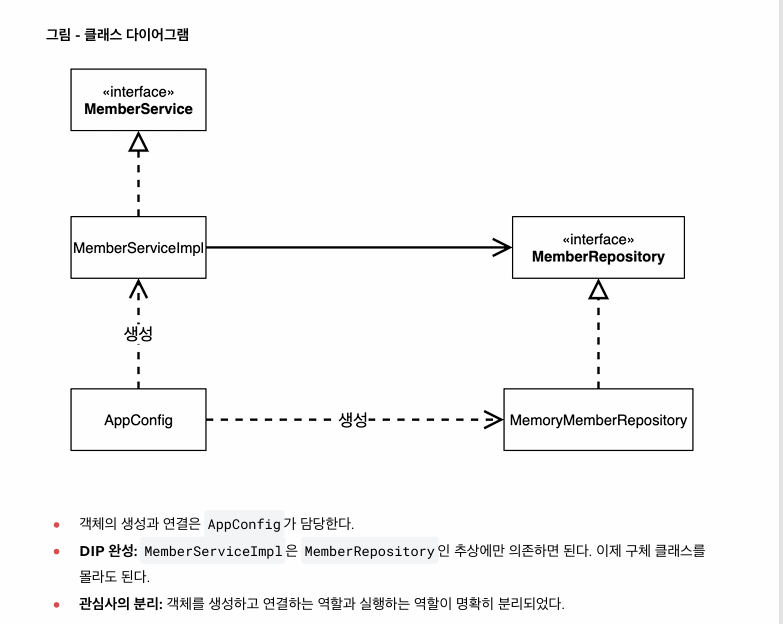 그림 - 클래스 다이어그램
«interface»
MemberService
MemberServiceImpl
«interface»
MemberRepository
생성
AppConfig
생성
MemoryMemberRepository
객체의 생성과 연결은 AppConfig 가 담당한다.
DIP 완성: MemberServiceImpl 은 MemberRepository 인 추상에만 의존하면 된다. 이제 구체 클래스를
몰라도 된다.
관심사의 분리: 객체를 생성하고 연결하는 역할과 실행하는 역할이 명확히 분리되었다.